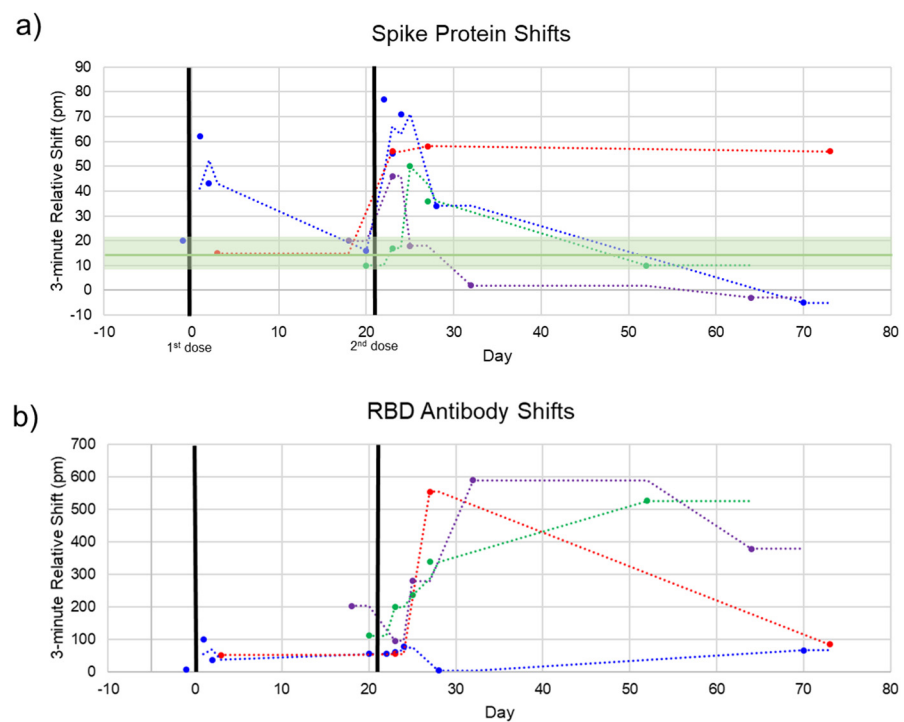 a)
Spike Protein Shifts
3-minute Relative Shift (pm)
90
80
70
60
50
40
30
20
10
0
-10
-10 0 10 20 30 40 50 60 70 80
1st dose 2nd dose
Day
b)
RBD Antibody Shifts
3-minute Relative Shift (pm)
700
600
500
400
300
200
100
0
-10 0 10 20 30 40 50 60 70 80
Day